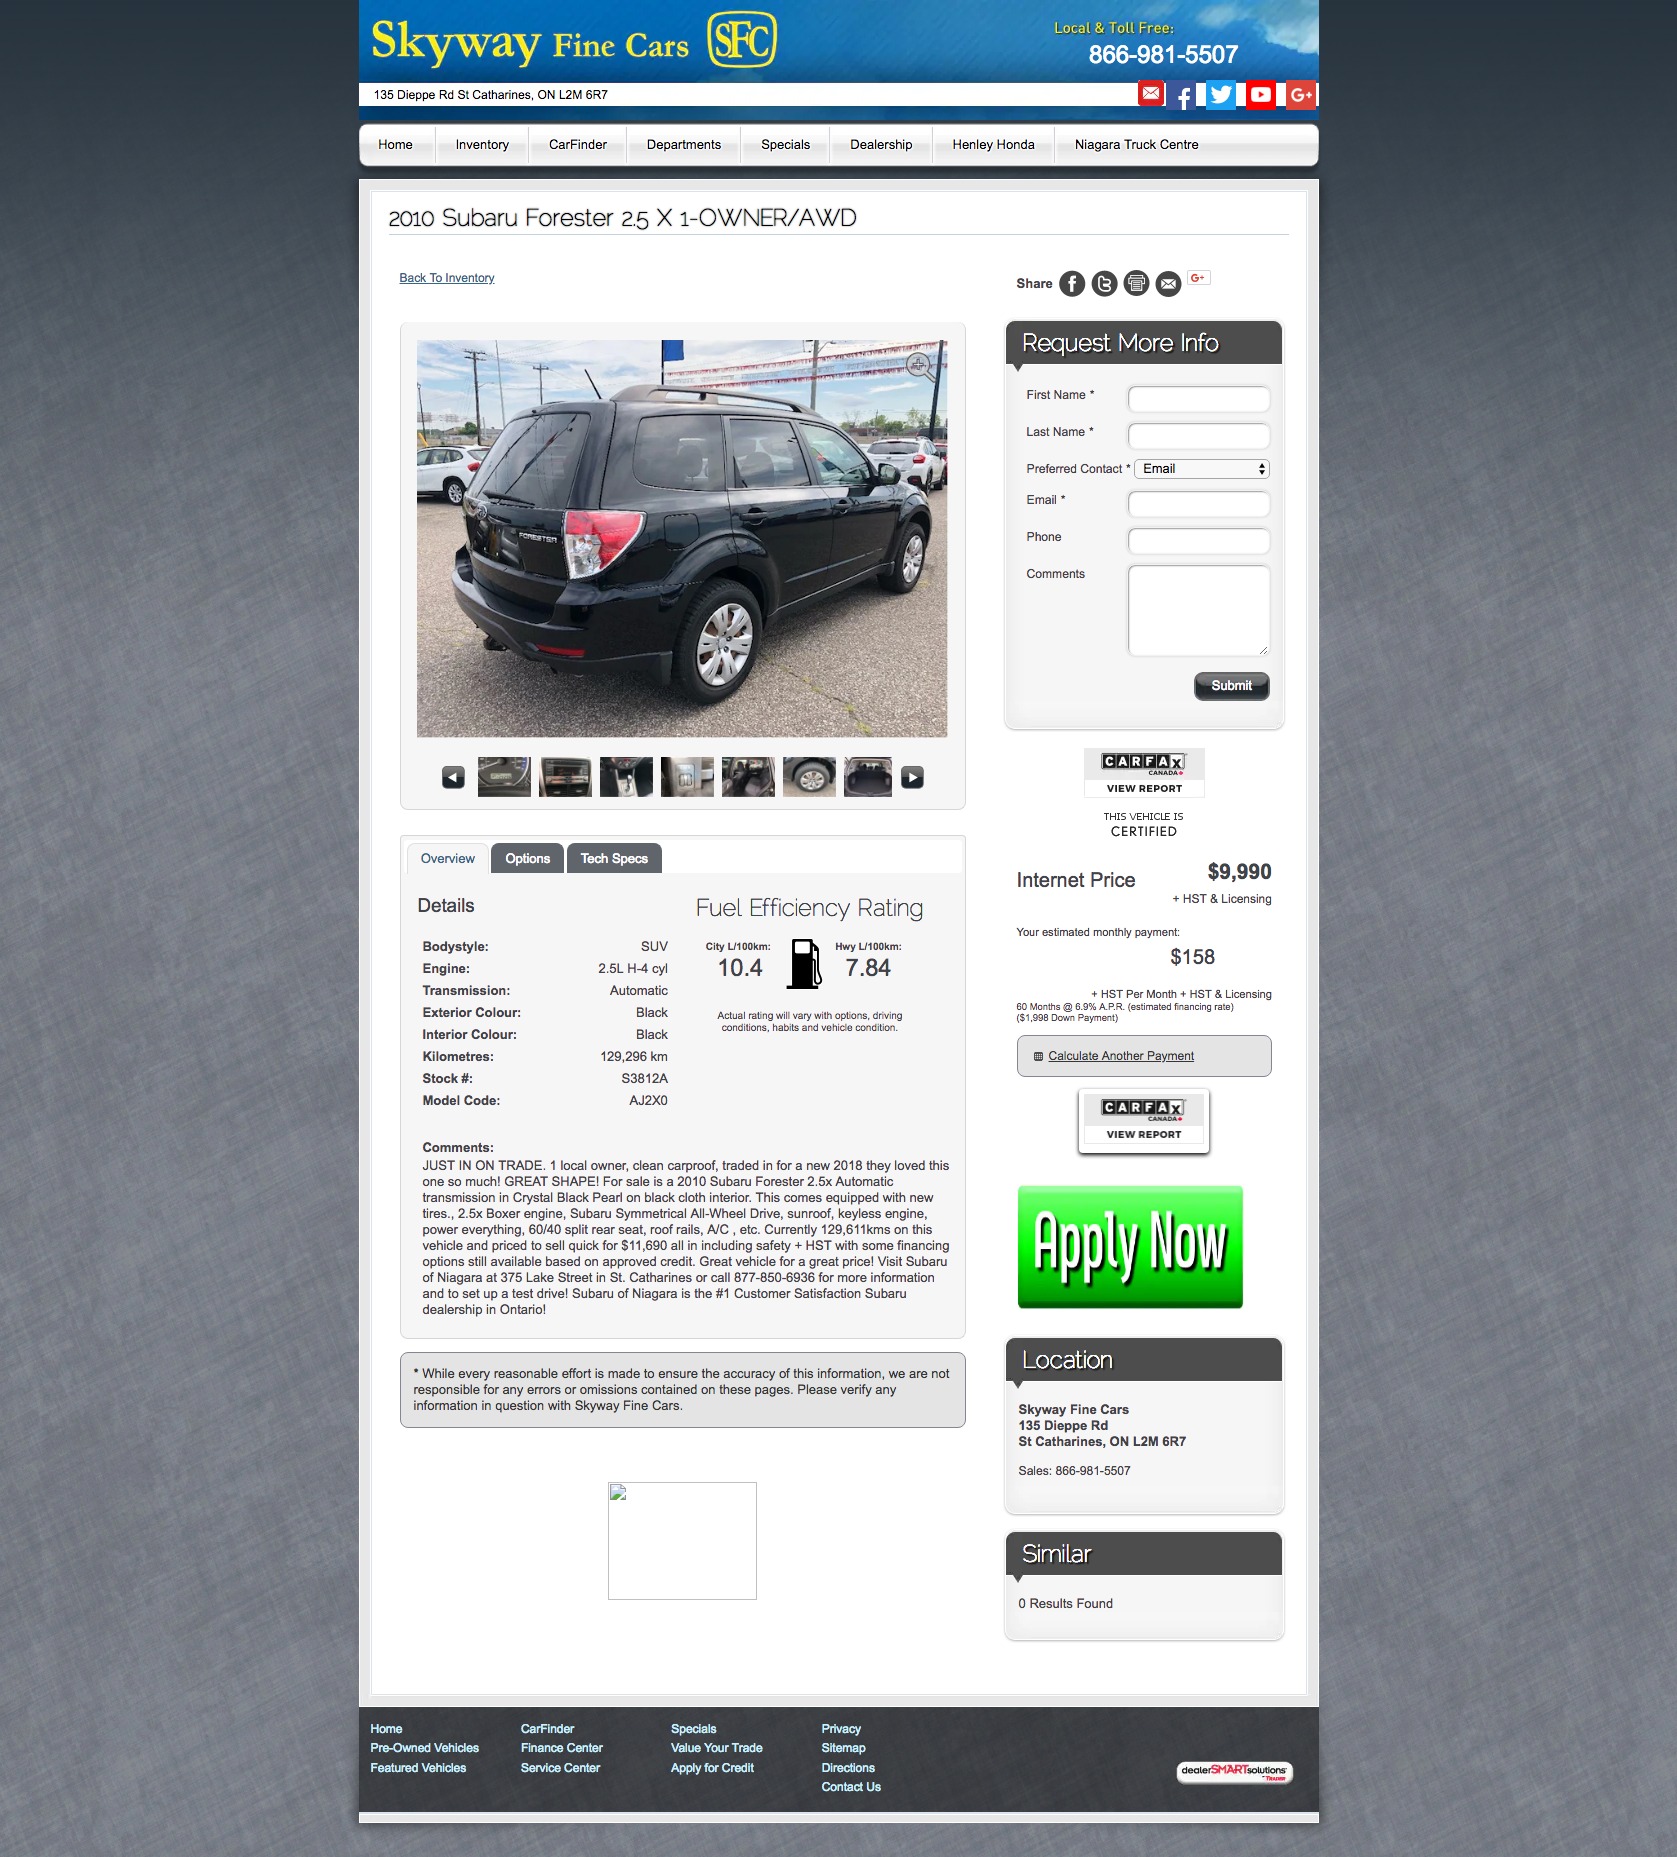 Skyway Fine Cars SFC
Local & Toll Free:
866-981-5507
135 Dieppe Rd St Catharines, ON L2M 6R7
Home Inventory CarFinder Departments Specials Dealership Henley Honda Niagara Truck Centre
2010 Subaru Forester 2.5 X 1-OWNER/AWD
Back To Inventory
Share
FORESTER
Request More Info
First Name *
Last Name *
Preferred Contact * Email
Email *
Phone
Comments
Submit
CARFAX
CANADA
VIEW REPORT
THIS VEHICLE IS
CERTIFIED
Internet Price $9,990
+ HST & Licensing
Your estimated monthly payment:
$158
+ HST Per Month + HST & Licensing
60 Months @ 6.9% A.P.R. (estimated financing rate)
($1,998 Down Payment)
Calculate Another Payment
CARFAX
CANADA
VIEW REPORT
Apply Now
Overview Options Tech Specs
Details
Bodystyle: SUV
Engine: 2.5L H-4 cyl
Transmission: Automatic
Exterior Colour: Black
Interior Colour: Black
Kilometres: 129,296 km
Stock #: S3812A
Model Code: AJ2X0
Fuel Efficiency Rating
City L/100km: Hwy L/100km:
10.4 7.84
Actual rating will vary with options, driving
conditions, habits and vehicle condition.
Comments:
JUST IN ON TRADE. 1 local owner, clean carproof, traded in for a new 2018 they loved this
one so much! GREAT SHAPE! For sale is a 2010 Subaru Forester 2.5x Automatic
transmission in Crystal Black Pearl on black cloth interior. This comes equipped with new
tires., 2.5x Boxer engine, Subaru Symmetrical All-Wheel Drive, sunroof, keyless engine,
power everything, 60/40 split rear seat, roof rails, A/C , etc. Currently 129,611kms on this
vehicle and priced to sell quick for $11,690 all in including safety + HST with some financing
options still available based on approved credit. Great vehicle for a great price! Visit Subaru
of Niagara at 375 Lake Street in St. Catharines or call 877-850-6936 for more information
and to set up a test drive! Subaru of Niagara is the #1 Customer Satisfaction Subaru
dealership in Ontario!
* While every reasonable effort is made to ensure the accuracy of this information, we are not
responsible for any errors or omissions contained on these pages. Please verify any
information in question with Skyway Fine Cars.
Location
Skyway Fine Cars
135 Dieppe Rd
St Catharines, ON L2M 6R7
Sales: 866-981-5507
Similar
0 Results Found
Home CarFinder Specials Privacy
Pre-Owned Vehicles Finance Center Value Your Trade Sitemap
Featured Vehicles Service Center Apply for Credit Directions
Contact Us
dealerSMARTsolutions
TRADER